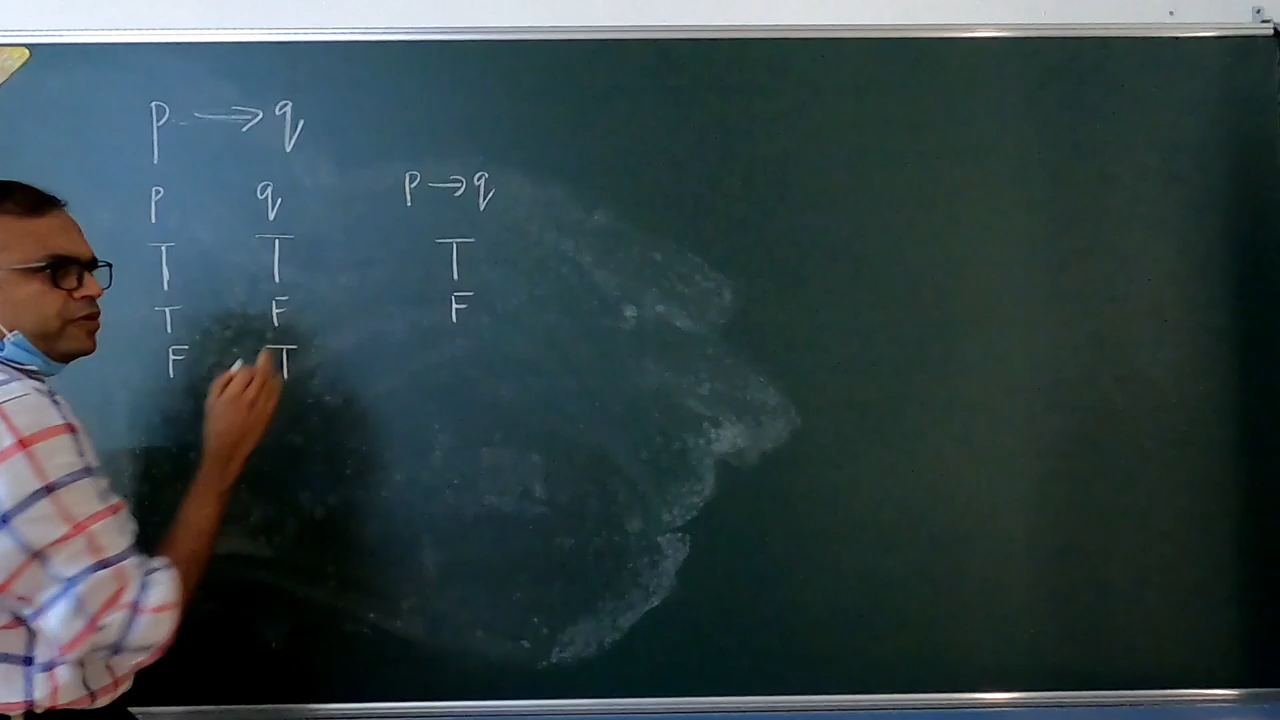 p → q
p q p → q
T T T
T F F
F T